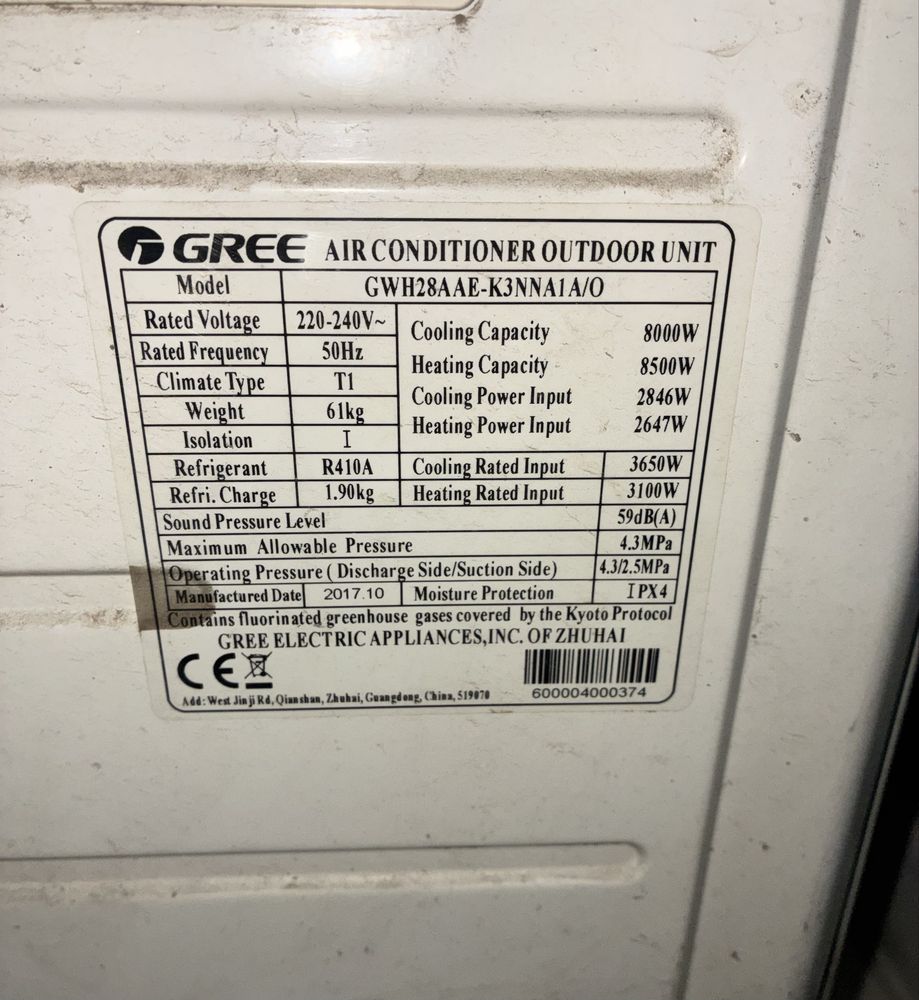 GREE AIR CONDITIONER OUTDOOR UNIT
Model GWH28AAE-K3NNA1A/O
Rated Voltage 220-240V~
Rated Frequency 50Hz
Climate Type T1
Weight 61kg
Isolation I
Cooling Capacity 8000W
Heating Capacity 8500W
Cooling Power Input 2846W
Heating Power Input 2647W
Refrigerant R410A Cooling Rated Input 3650W
Refri. Charge 1.90kg Heating Rated Input 3100W
Sound Pressure Level 59dB(A)
Maximum Allowable Pressure 4.3MPa
Operating Pressure ( Discharge Side/Suction Side) 4.3/2.5MPa
Manufactured Date 2017.10 Moisture Protection IPX4
Contains fluorinated greenhouse gases covered by the Kyoto Protocol
GREE ELECTRIC APPLIANCES,INC. OF ZHUHAI
CE
600004000374
Add: West Jinji Rd, Qianshan, Zhuhai, Guangdong, China, 519070